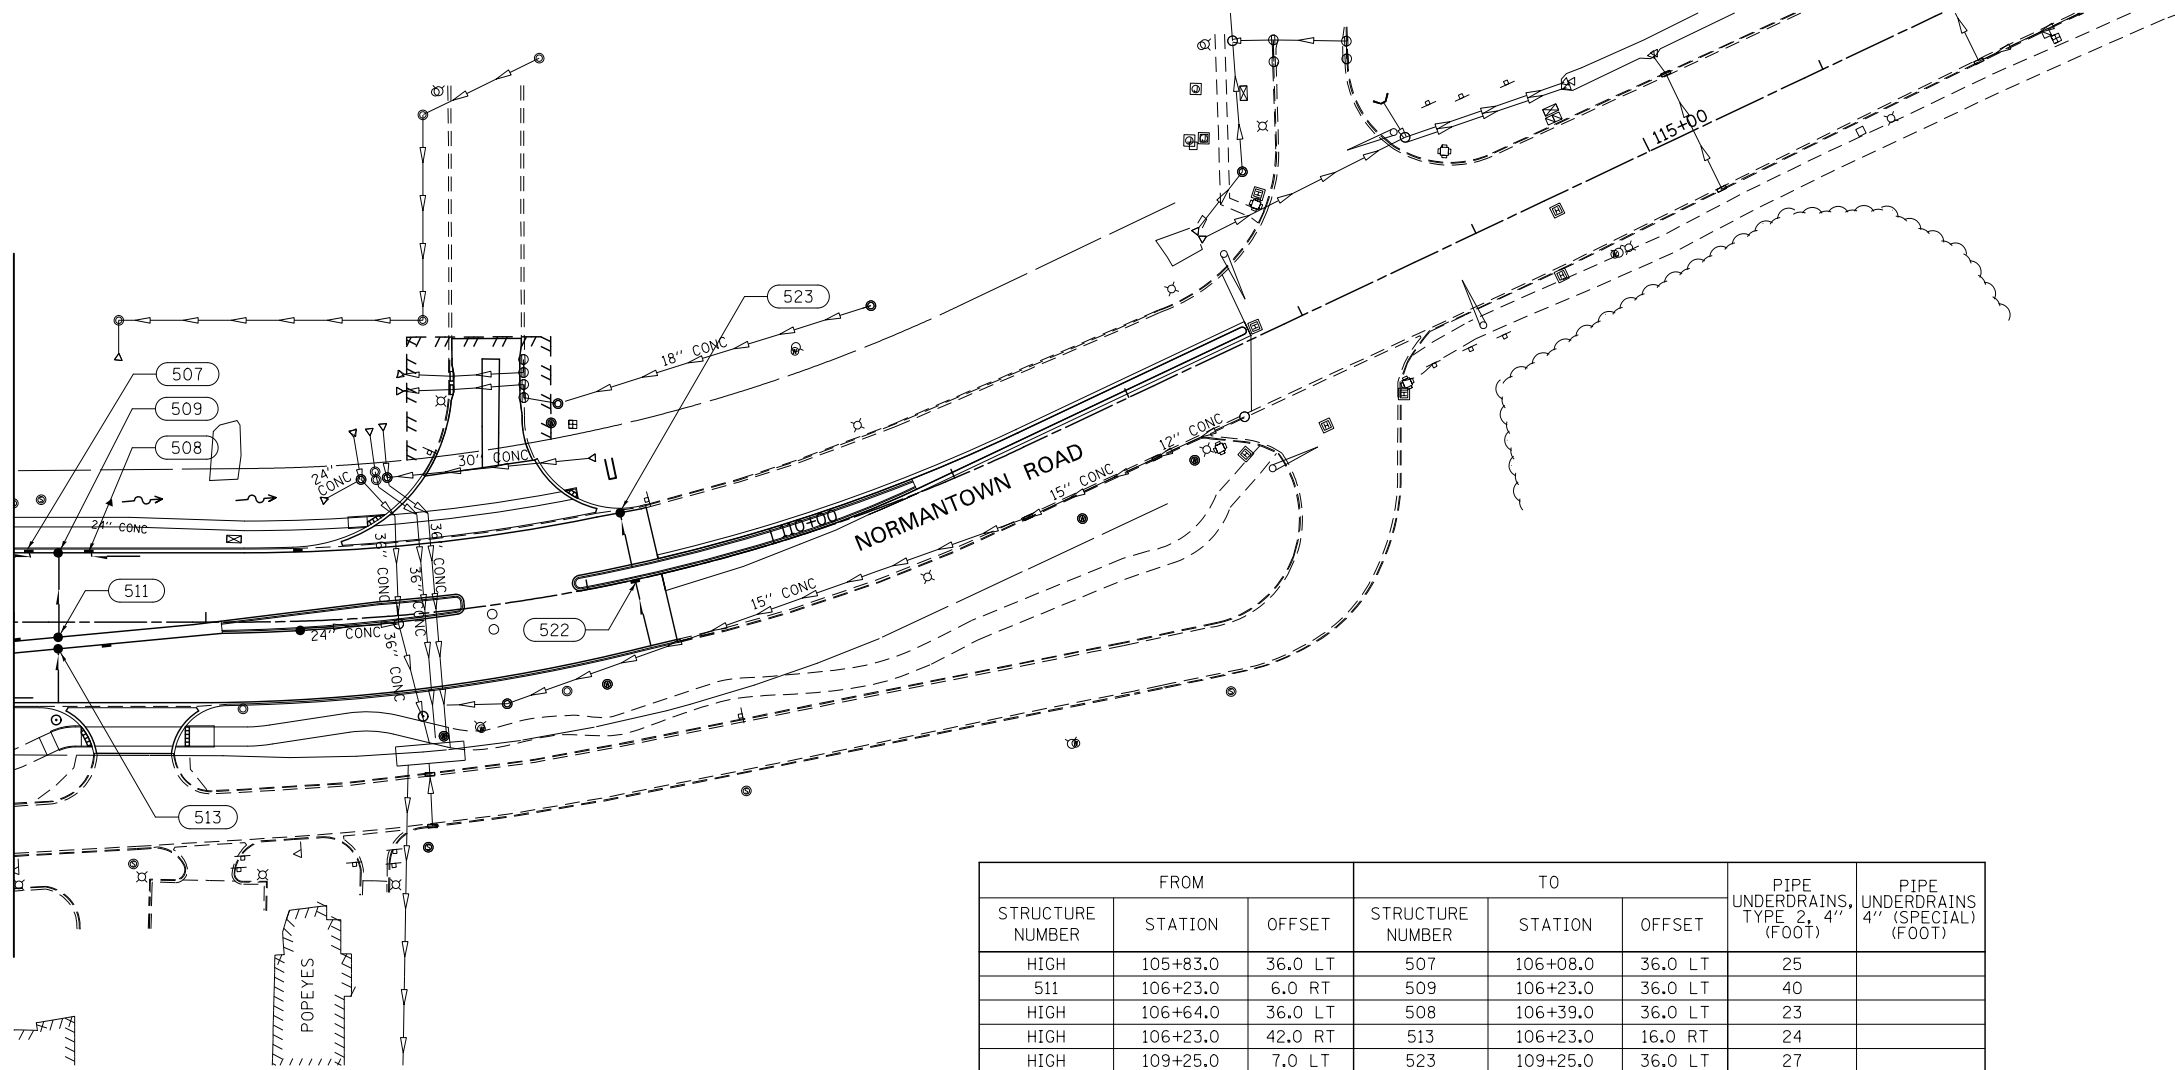 115+00
523
18" CONC
507
509
508
24" CONC
30" CONC
24" CONC
36" CONC
36" CONC
36" CONC
36" CONC
110+00
NORMANTOWN ROAD
12" CONC
15" CONC
15" CONC
511
24" CONC
522
513
POPEYES
FROM TO PIPE UNDERDRAINS, TYPE 2, 4" (FOOT) PIPE UNDERDRAINS 4" (SPECIAL) (FOOT)
STRUCTURE NUMBER STATION OFFSET STRUCTURE NUMBER STATION OFFSET
HIGH 105+83.0 36.0 LT 507 106+08.0 36.0 LT 25
511 106+23.0 6.0 RT 509 106+23.0 36.0 LT 40
HIGH 106+64.0 36.0 LT 508 106+39.0 36.0 LT 23
HIGH 106+23.0 42.0 RT 513 106+23.0 16.0 RT 24
HIGH 109+25.0 7.0 LT 523 109+25.0 36.0 LT 27